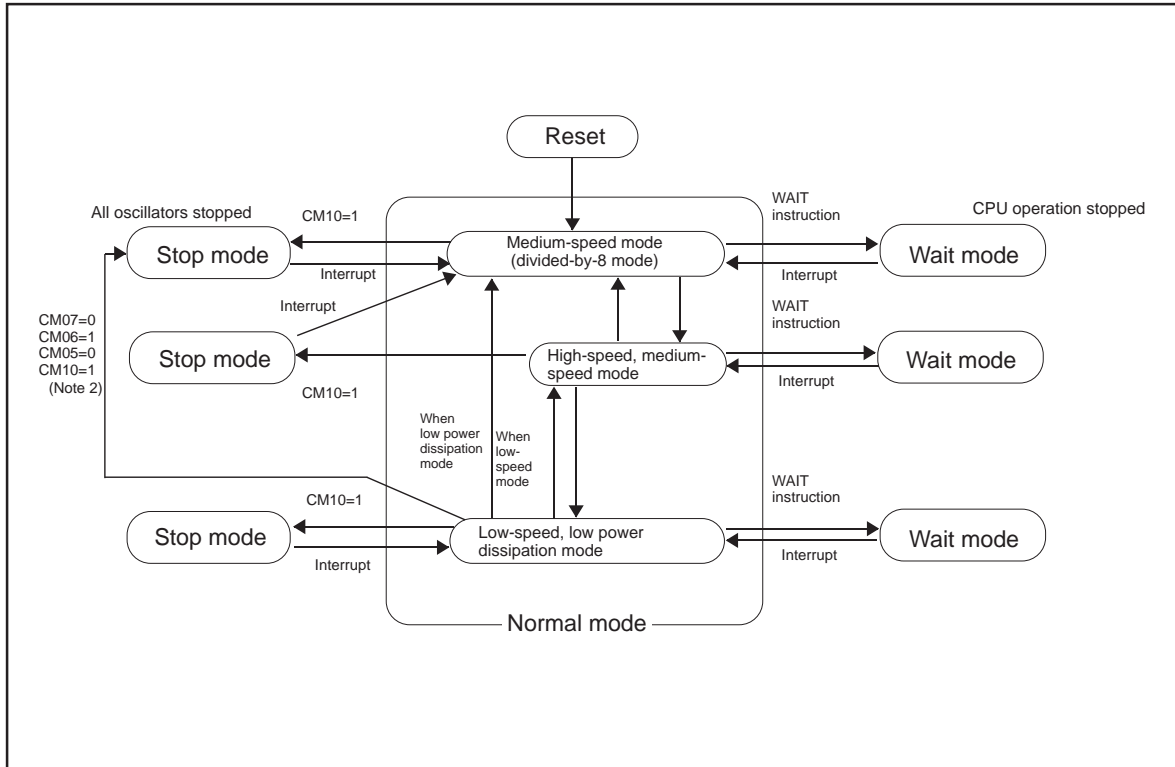 Reset
All oscillators stopped
CM10=1
WAIT
instruction
CPU operation stopped
Stop mode
Medium-speed mode
(divided-by-8 mode)
Wait mode
Interrupt
Interrupt
Interrupt
WAIT
instruction
CM07=0
CM06=1
CM05=0
CM10=1
(Note 2)
Stop mode
High-speed, medium-
speed mode
Wait mode
Interrupt
CM10=1
When
low power
dissipation
mode
When
low-
speed
mode
WAIT
instruction
CM10=1
Stop mode
Low-speed, low power
dissipation mode
Wait mode
Interrupt
Interrupt
Normal mode